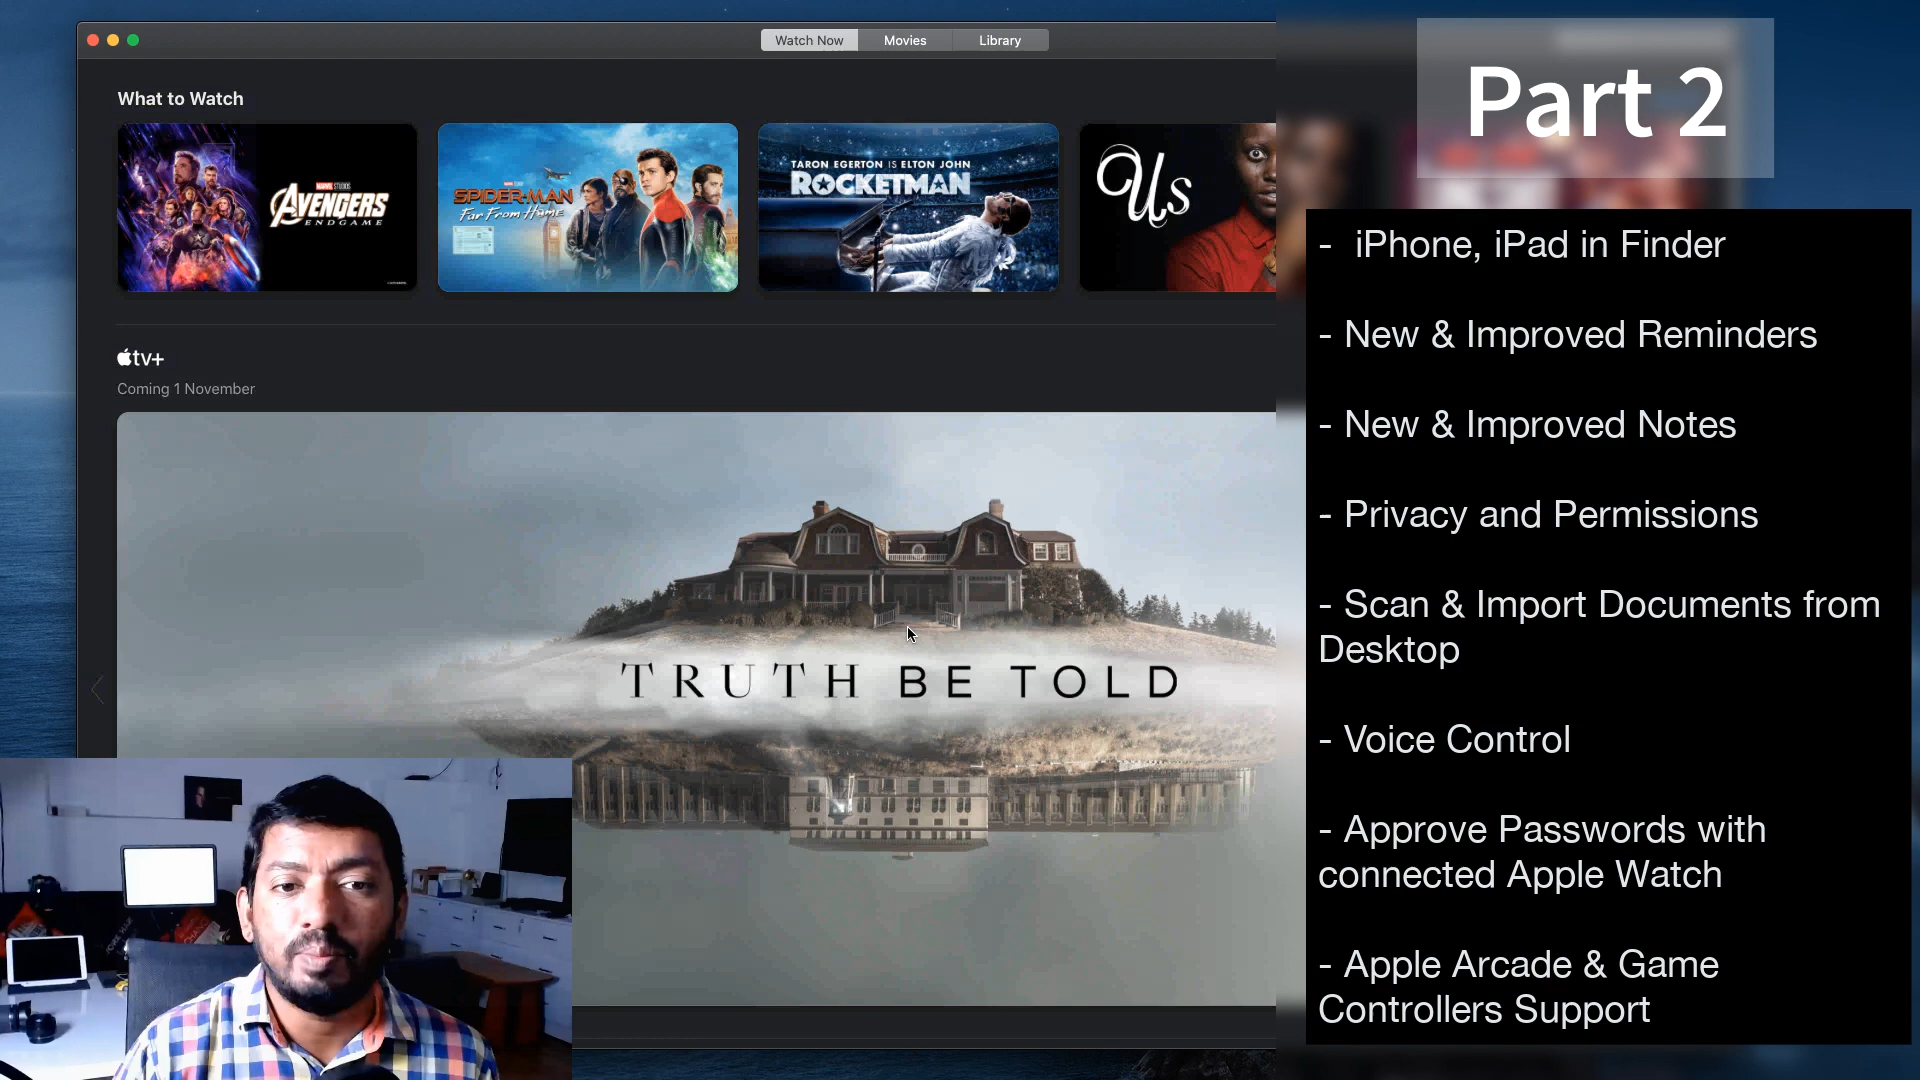 Watch Now
Movies
Library
What to Watch
MARVEL STUDIOS
AVENGERS
ENDGAME
SPIDER-MAN
Far From Home
TARON EGERTON IS ELTON JOHN
ROCKETMAN
Us
tv+
Coming 1 November
TRUTH BE TOLD
Part 2
- iPhone, iPad in Finder
- New & Improved Reminders
- New & Improved Notes
- Privacy and Permissions
- Scan & Import Documents from
Desktop
- Voice Control
- Approve Passwords with
connected Apple Watch
- Apple Arcade & Game
Controllers Support